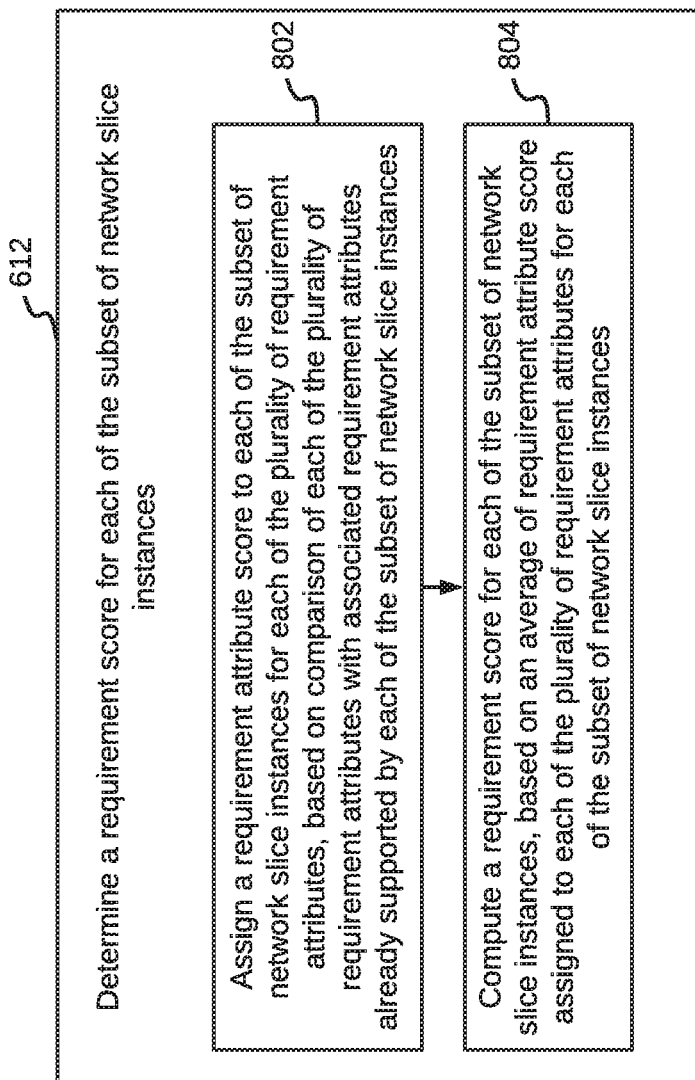 612
Determine a requirement score for each of the subset of network slice
instances
802
Assign a requirement attribute score to each of the subset of
network slice instances for each of the plurality of requirement
attributes, based on comparison of each of the plurality of
requirement attributes with associated requirement attributes
already supported by each of the subset of network slice instances
804
Compute a requirement score for each of the subset of network
slice instances, based on an average of requirement attribute score
assigned to each of the plurality of requirement attributes for each
of the subset of network slice instances